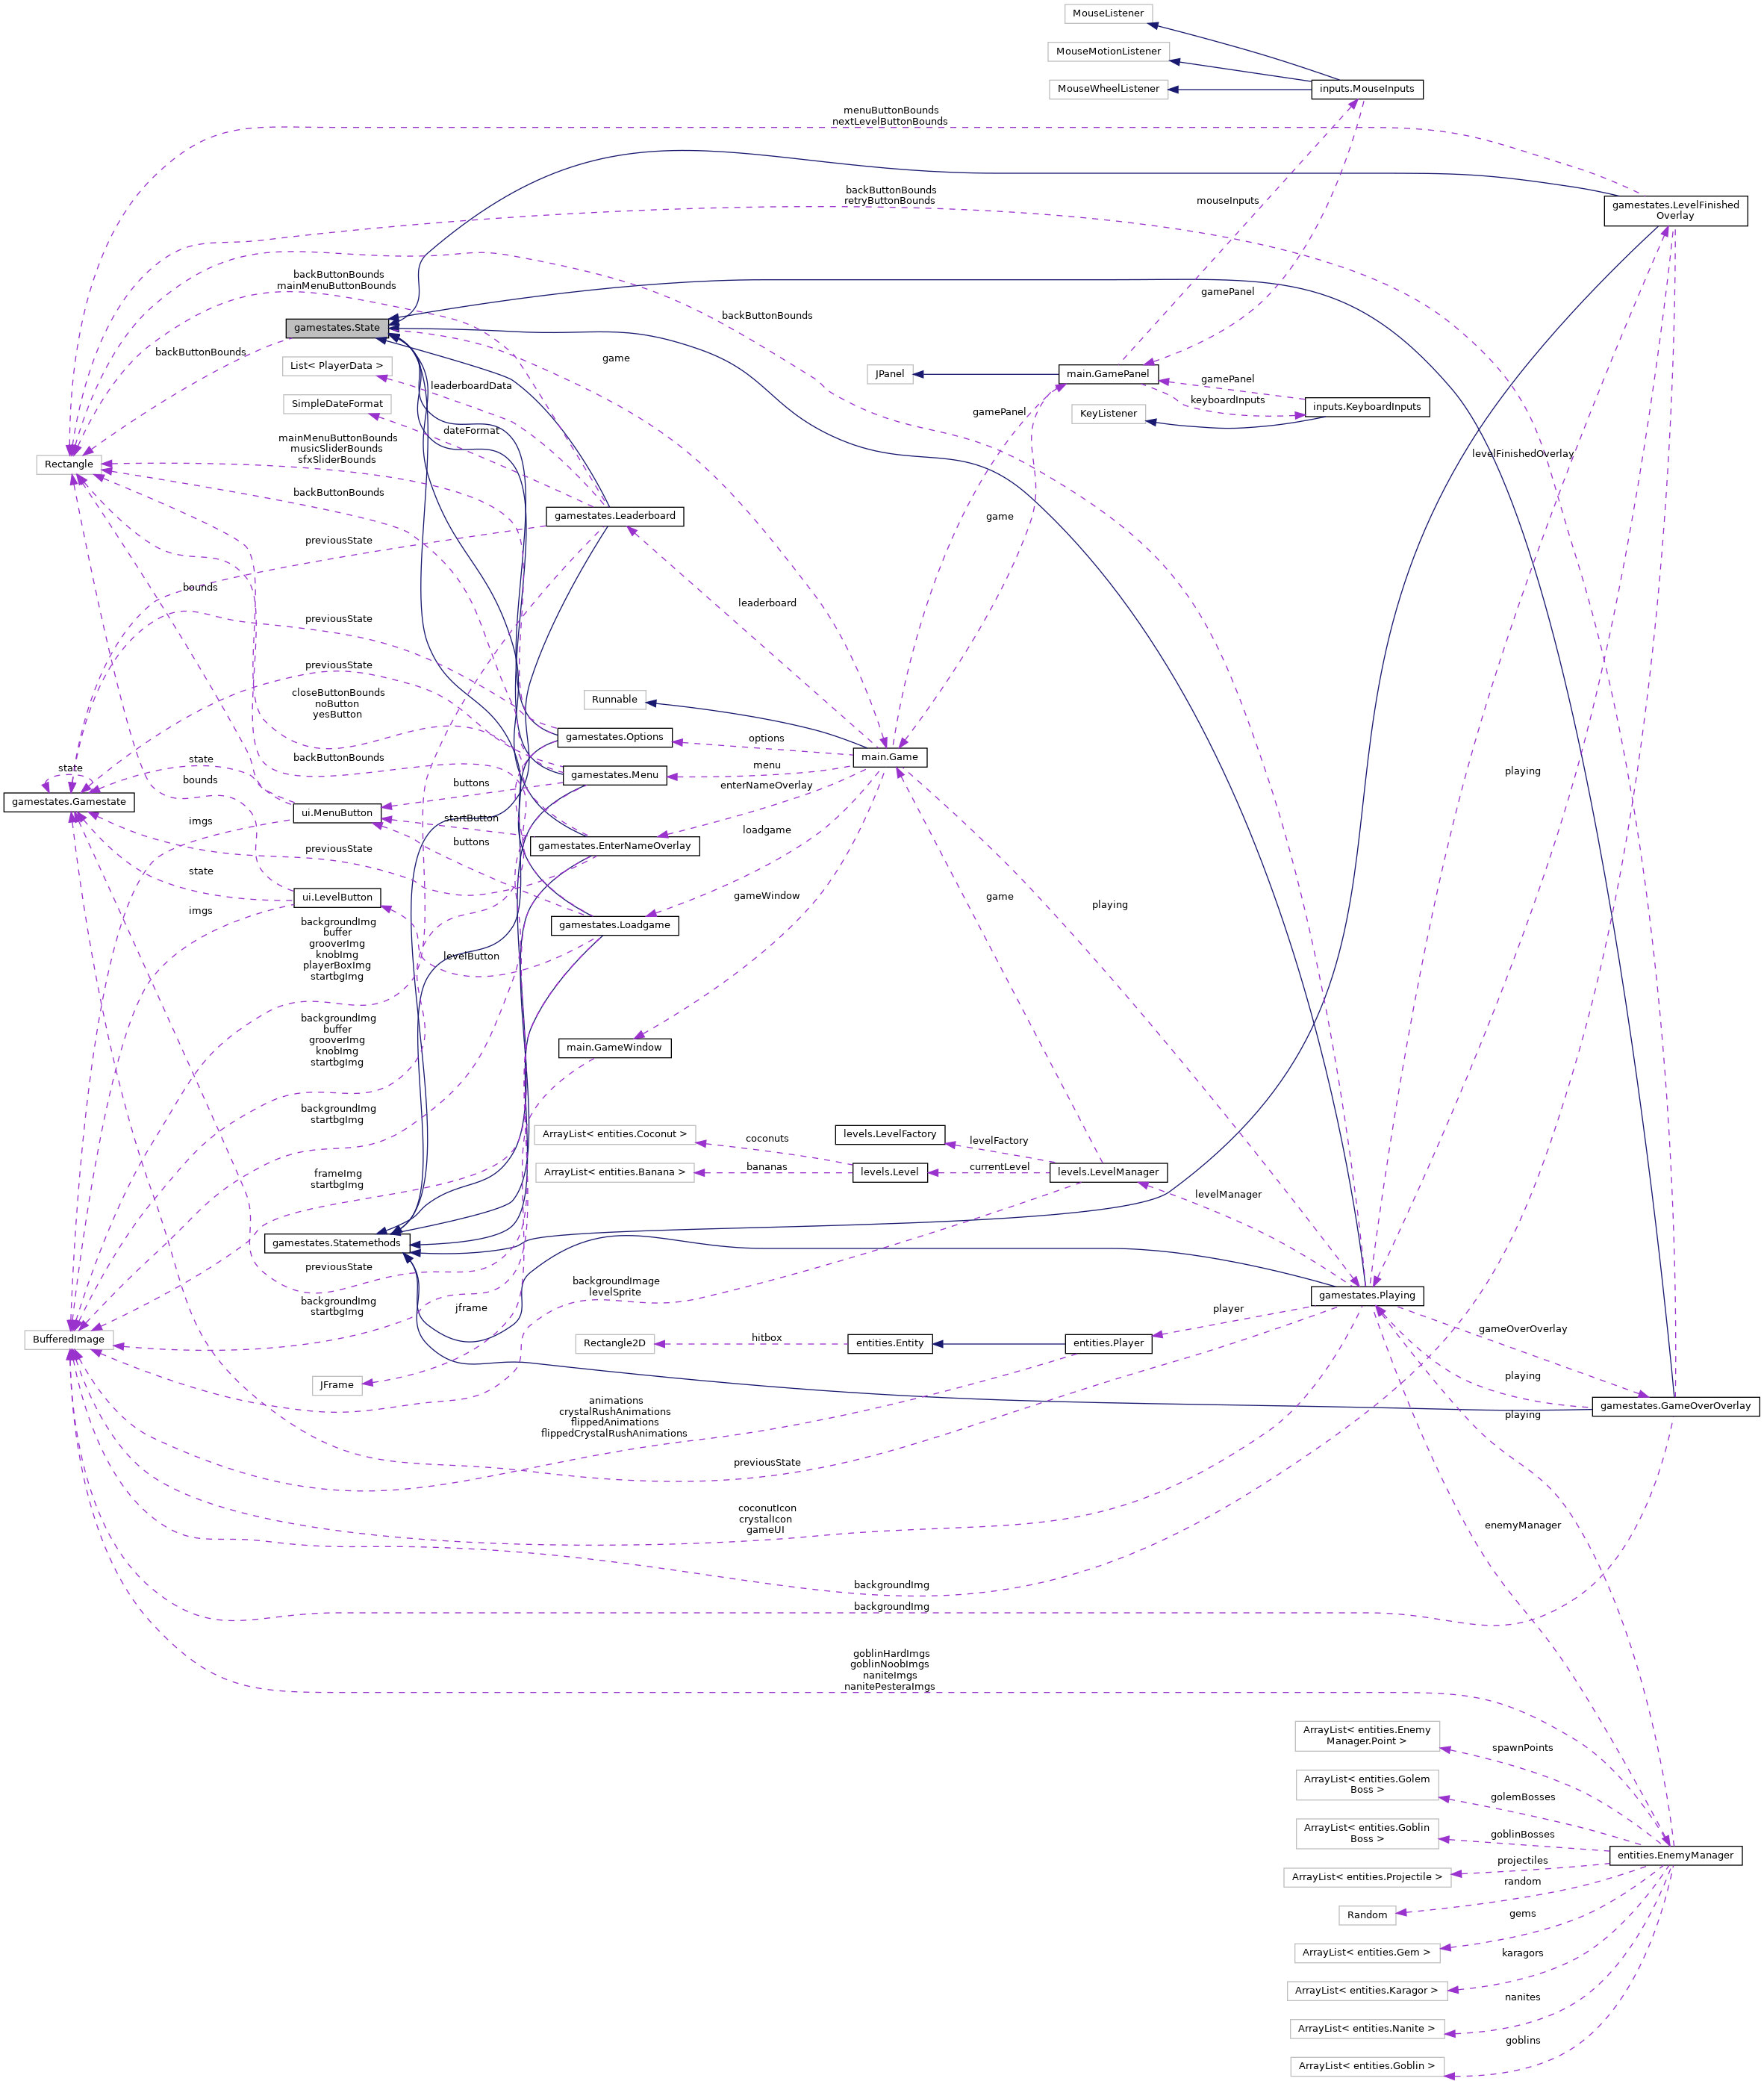 MouseListener
MouseMotionListener
MouseWheelListener
inputs.MouseInputs
menuButtonBounds
nextLevelButtonBounds
backButtonBounds
retryButtonBounds
mouseInputs
gamestates.LevelFinished
Overlay
backButtonBounds
mainMenuButtonBounds
gamePanel
gamestates.State
backButtonBounds
backButtonBounds
game
List< PlayerData >
leaderboardData
JPanel
main.GamePanel
gamePanel
SimpleDateFormat
keyboardInputs
inputs.KeyboardInputs
gamePanel
KeyListener
dateFormat
mainMenuButtonBounds
musicSliderBounds
sfxSliderBounds
levelFinishedOverlay
Rectangle
backButtonBounds
gamestates.Leaderboard
game
previousState
bounds
leaderboard
previousState
previousState
closeButtonBounds
noButton
yesButton
Runnable
gamestates.Options
options
main.Game
backButtonBounds
state
state
menu
gamestates.Menu
playing
bounds
buttons
enterNameOverlay
gamestates.Gamestate
ui.MenuButton
startButton
imgs
loadgame
buttons
gamestates.EnterNameOverlay
previousState
state
ui.LevelButton
gameWindow
game
playing
imgs
backgroundImg
buffer
grooverImg
knobImg
playerBoxImg
startbgImg
gamestates.Loadgame
levelButton
backgroundImg
buffer
grooverImg
knobImg
startbgImg
main.GameWindow
backgroundImg
startbgImg
ArrayList< entities.Coconut >
coconuts
levels.LevelFactory
levelFactory
ArrayList< entities.Banana >
bananas
levels.Level
currentLevel
levels.LevelManager
frameImg
startbgImg
levelManager
gamestates.Statemethods
previousState
backgroundImage
levelSprite
gamestates.Playing
backgroundImg
startbgImg
jframe
player
gameOverOverlay
BufferedImage
Rectangle2D
hitbox
entities.Entity
entities.Player
playing
JFrame
gamestates.GameOverOverlay
animations
crystalRushAnimations
flippedAnimations
flippedCrystalRushAnimations
playing
previousState
coconutIcon
crystalIcon
gameUI
enemyManager
backgroundImg
backgroundImg
goblinHardImgs
goblinNoobImgs
naniteImgs
nanitePesteraImgs
ArrayList< entities.Enemy
Manager.Point >
spawnPoints
ArrayList< entities.Golem
Boss >
golemBosses
ArrayList< entities.Goblin
Boss >
goblinBosses
entities.EnemyManager
projectiles
ArrayList< entities.Projectile >
random
Random
gems
ArrayList< entities.Gem >
karagors
ArrayList< entities.Karagor >
nanites
ArrayList< entities.Nanite >
goblins
ArrayList< entities.Goblin >